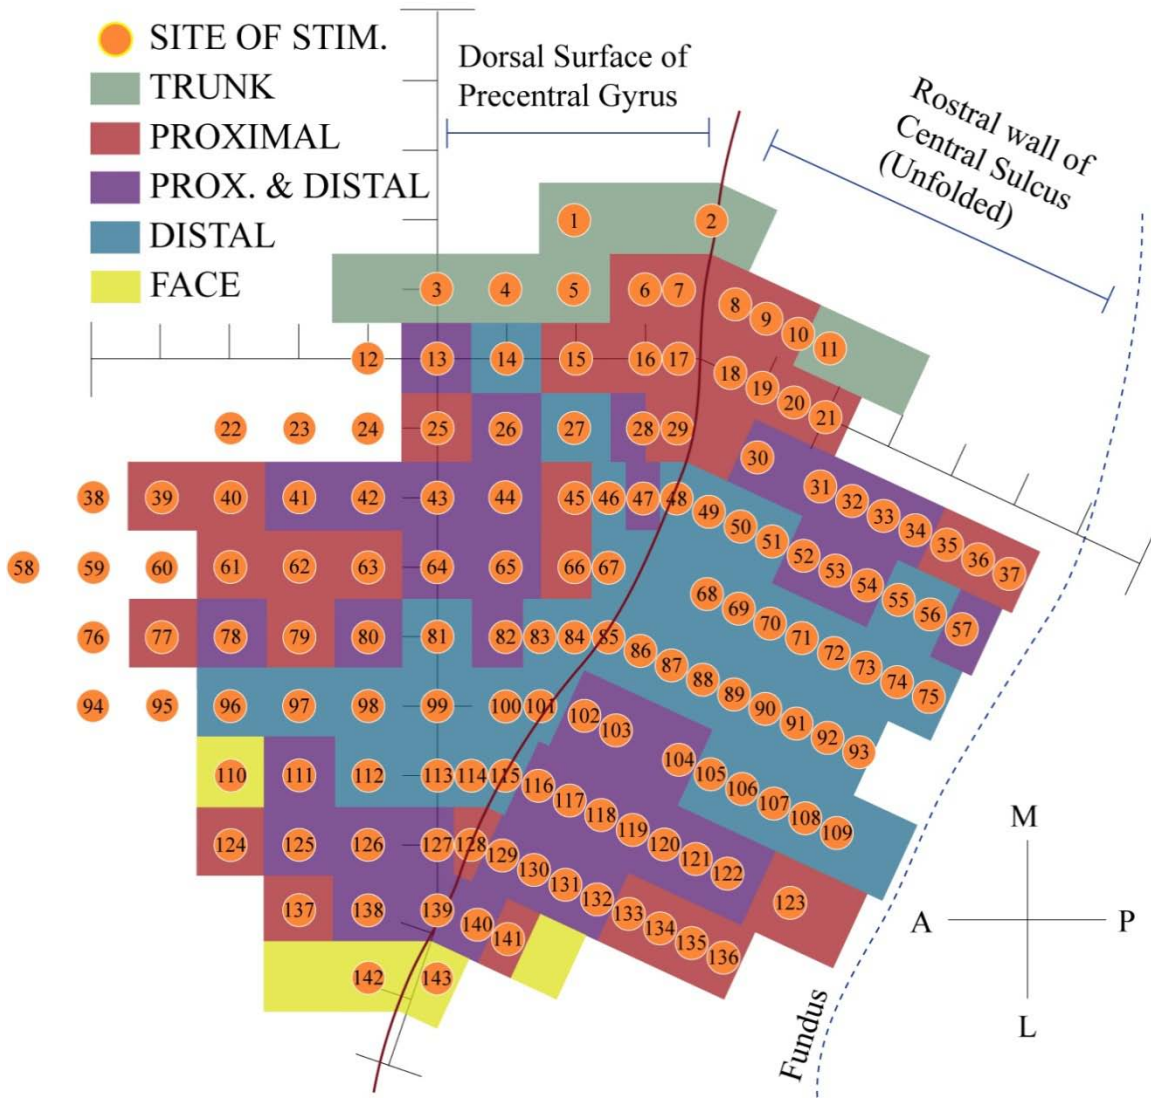 SITE OF STIM.
TRUNK
PROXIMAL
PROX. & DISTAL
DISTAL
FACE
Dorsal Surface of
Precentral Gyrus
Rostral wall of
Central Sulcus
(Unfolded)
1 2
3 4 5 6 7 8 9 10 11
12 13 14 15 16 17 18 19 20 21
22 23 24 25 26 27 28 29 30 31 32 33 34 35 36 37
38 39 40 41 42 43 44 45 46 47 48 49 50 51 52 53 54 55 56 57
58 59 60 61 62 63 64 65 66 67 68 69 70 71 72 73 74 75
76 77 78 79 80 81 82 83 84 85 86 87 88 89 90 91 92 93
94 95 96 97 98 99 100 101 102 103 104 105 106 107 108 109
110 111 112 113 114 115 116 117 118 119 120 121 122 123
124 125 126 127 128 129 130 131 132 133 134 135 136
137 138 139 140 141
142 143
M
A P
L
Fundus